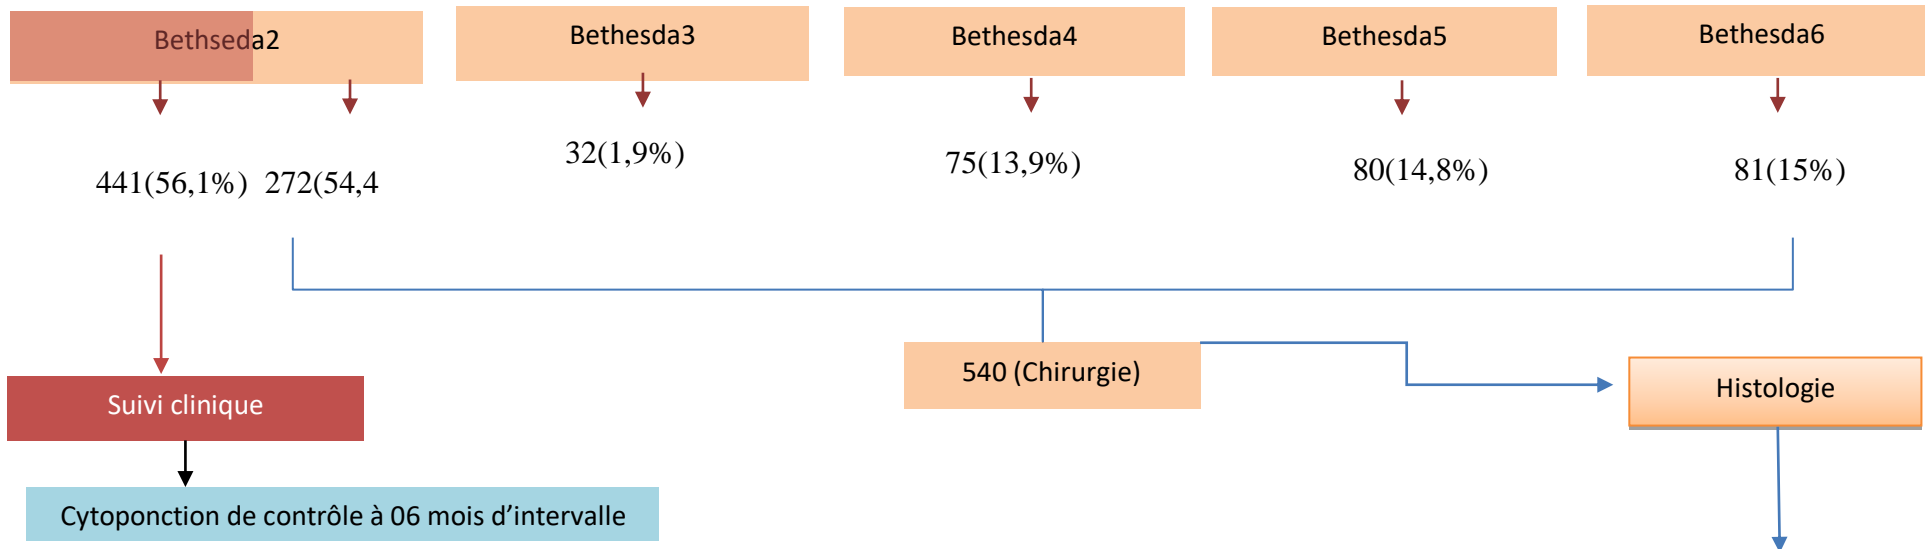 Bethseda2
Bethesda3
Bethesda4
Bethesda5
Bethesda6
441(56,1%) 272(54,4
32(1,9%)
75(13,9%)
80(14,8%)
81(15%)
540 (Chirurgie)
Histologie
Suivi clinique
Cytoponction de contrôle à 06 mois d’intervalle